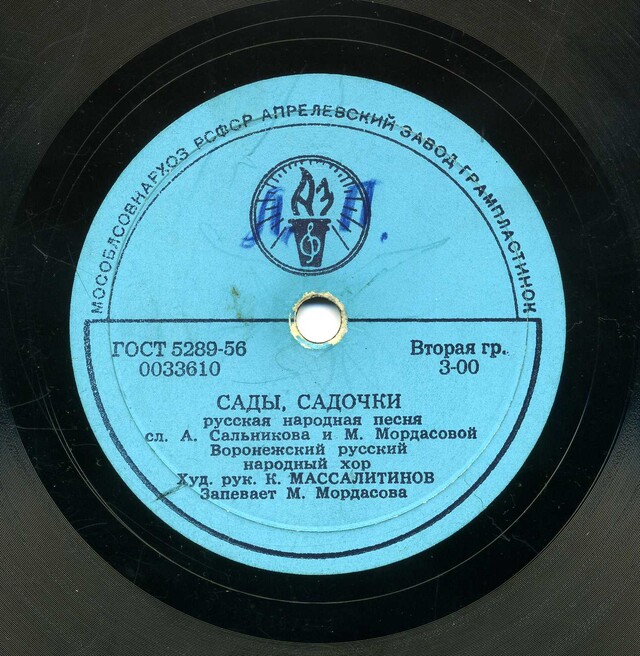 МОСОБЛСОВНАРХОЗ РСФСР АПРЕЛЕВСКИЙ ЗАВОД ГРАМПЛАСТИНОК
АЗ
ГОСТ 5289-56
0033610
Вторая гр.
3-00
САДЫ, САДОЧКИ
русская народная песня
сл. А. Сальникова и М. Мордасовой
Воронежский русский
народный хор
Худ. рук. К. МАССАЛИТИНОВ
Запевает М. Мордасова